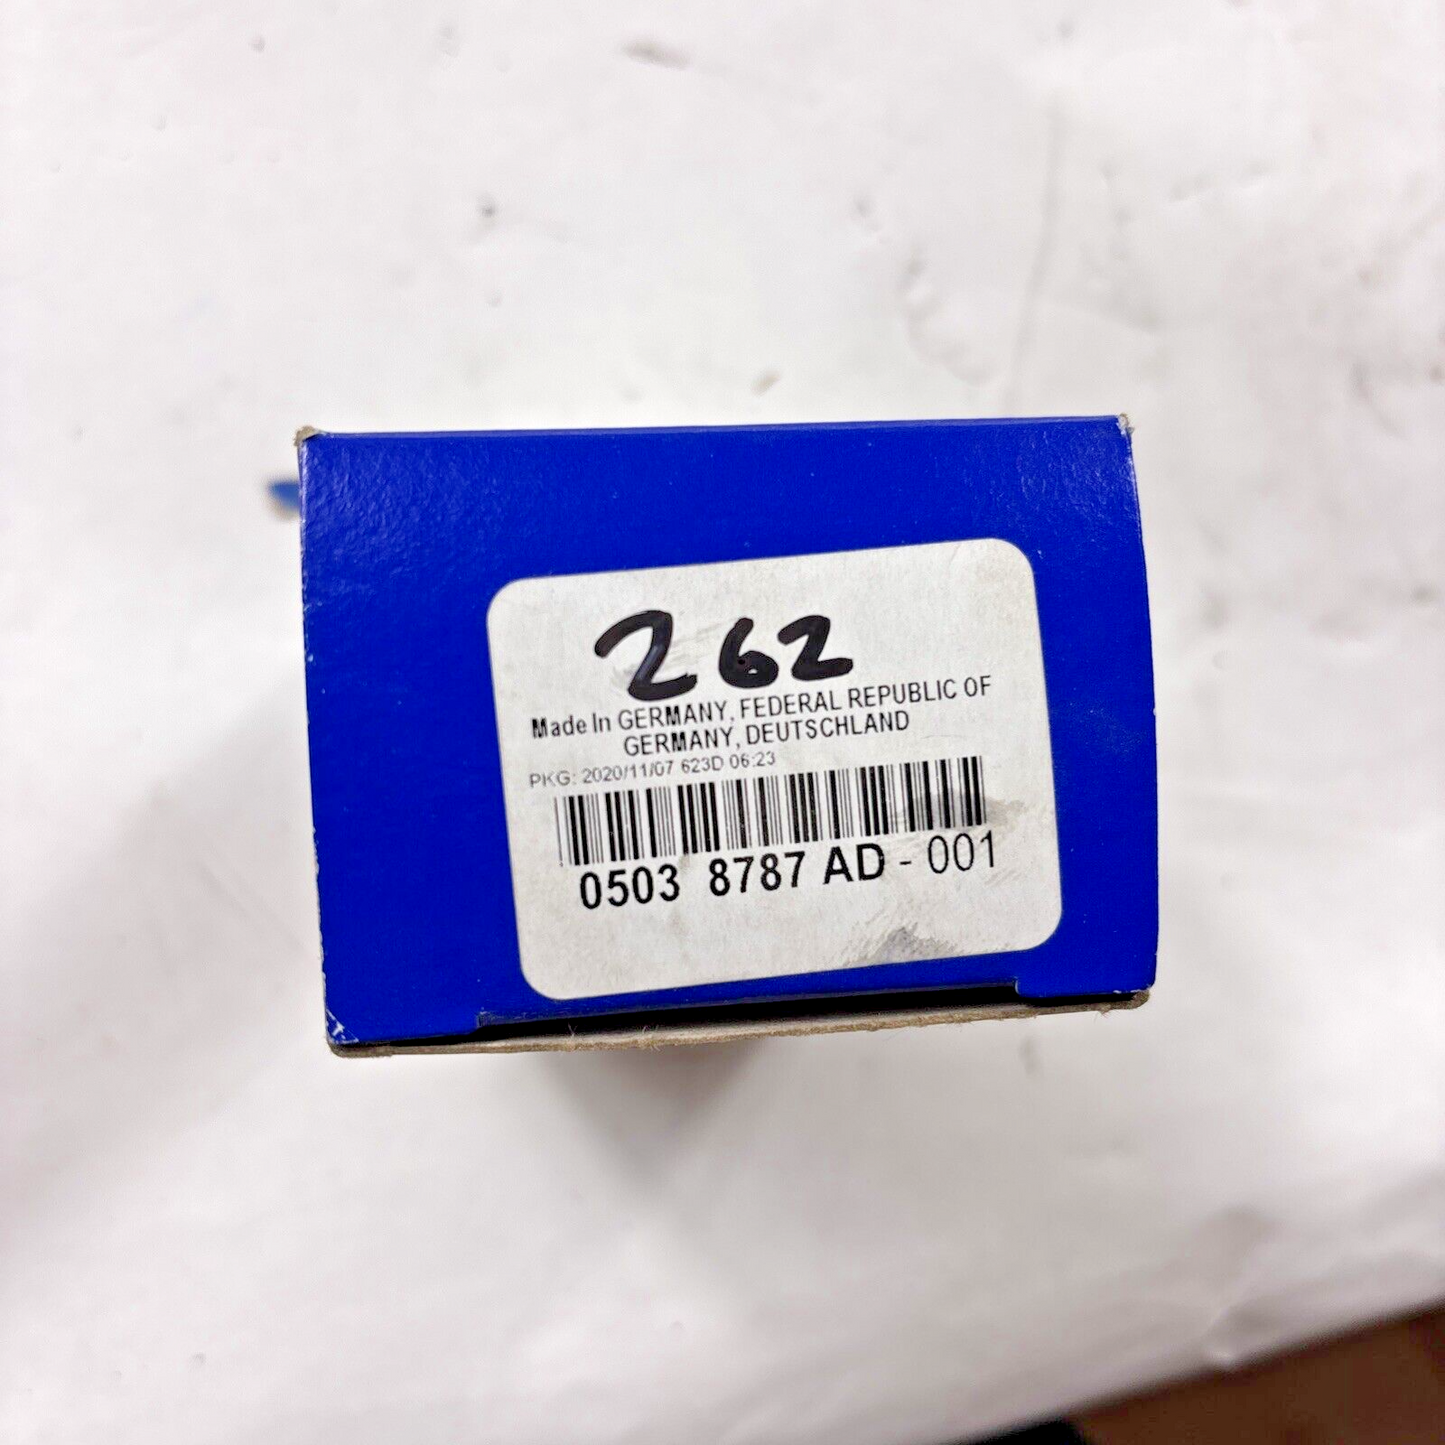 262
Made In GERMANY, FEDERAL REPUBLIC OF
GERMANY, DEUTSCHLAND
PKG: 2020/11/07 623D 06:23
0503 8787 AD - 001